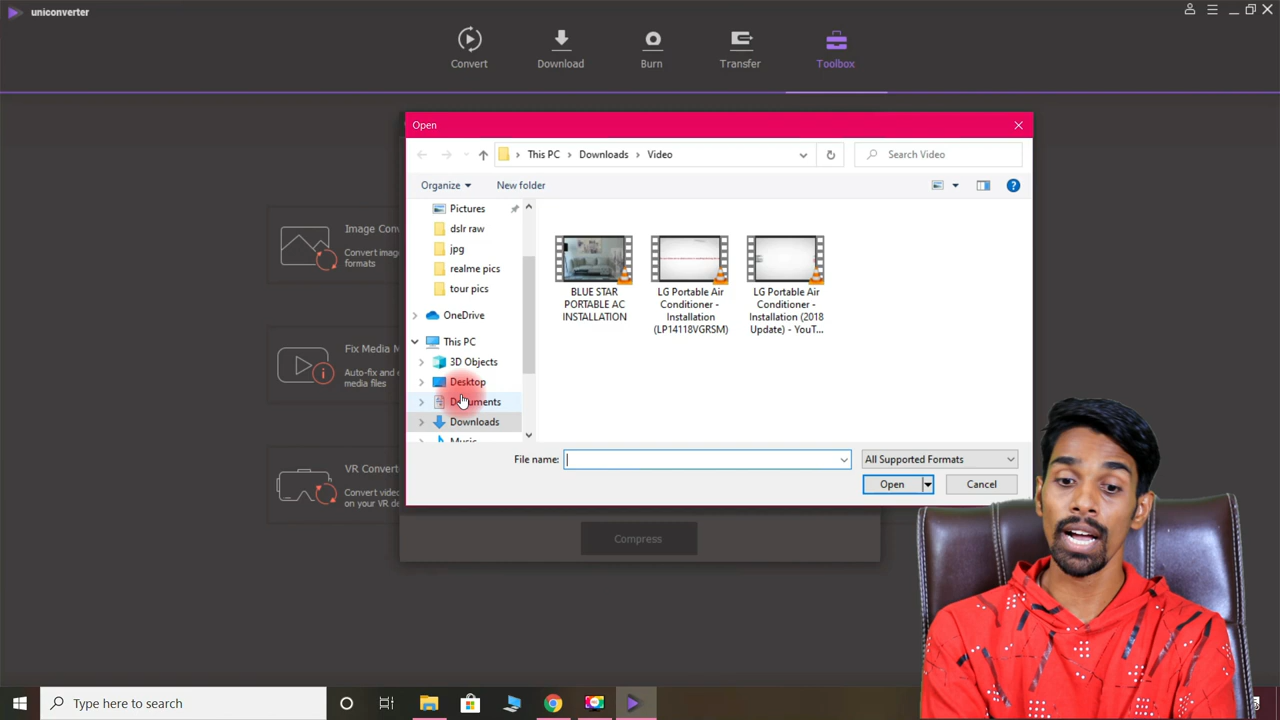 uniconverter
Convert
Download
Burn
Transfer
Toolbox
Open
This PC > Downloads > Video
Search Video
Organize
New folder
Pictures
dslr raw
jpg
realme pics
tour pics
OneDrive
This PC
3D Objects
Desktop
Documents
Downloads
Music
BLUE STAR
PORTABLE AC
INSTALLATION
LG Portable Air
Conditioner -
Installation
(LP1411BVGRSM)
LG Portable Air
Conditioner -
Installation (2018
Update) - YouT...
Image Con
Convert imag
formats
Fix Media M
Auto-fix and e
media files
VR Converte
Convert video
on your VR de
File name:
All Supported Formats
Open
Cancel
Compress
Type here to search